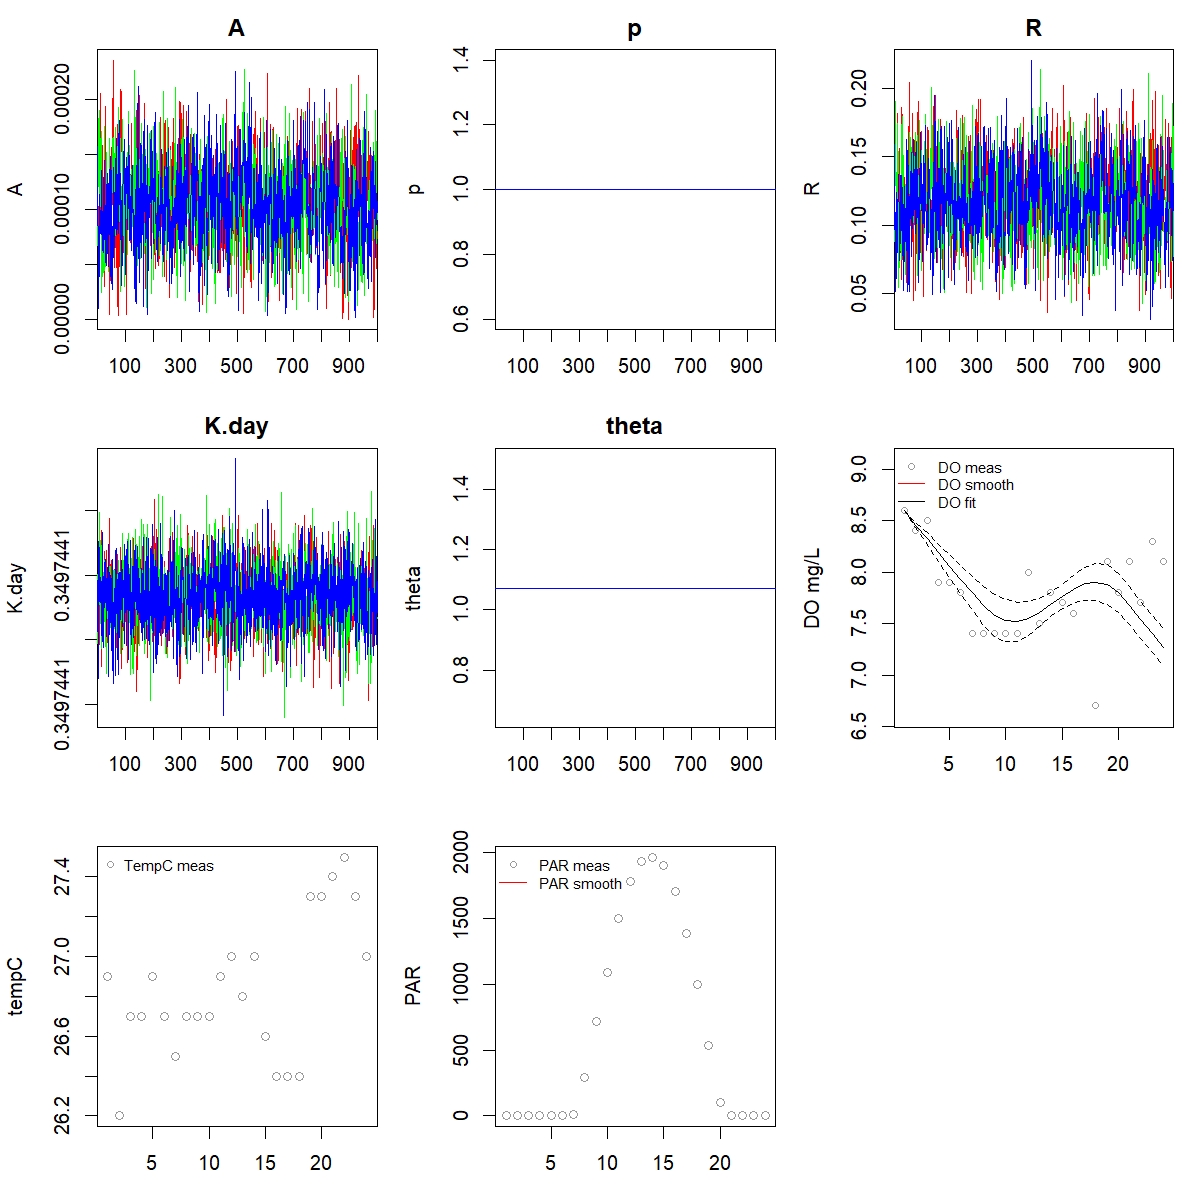 A
0.00020
0.00010
0.00000
A
100 300 500 700 900
p
1.4
1.2
1.0
0.8
0.6
p
100 300 500 700 900
R
0.20
0.15
0.10
0.05
R
100 300 500 700 900
K.day
0.3497441
0.3497441
K.day
100 300 500 700 900
theta
1.4
1.2
1.0
0.8
theta
100 300 500 700 900
9.0
8.5
8.0
7.5
7.0
6.5
DO mg/L
DO meas
DO smooth
DO fit
5 10 15 20
27.4
27.0
26.6
26.2
tempC
TempC meas
5 10 15 20
2000
1500
1000
500
0
PAR
PAR meas
PAR smooth
5 10 15 20